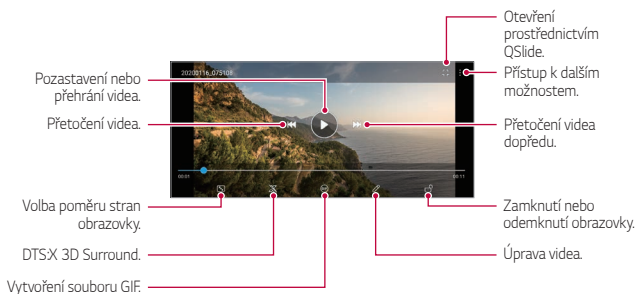 Otevření
prostřednictvím
QSlide.
Přístup k dalším
možnostem.
Pozastavení nebo
přehrání videa.
Přetočení videa.
Přetočení videa
dopředu.
20200116_075108
00:01
00:11
Volba poměru stran
obrazovky.
Zamknutí nebo
odemknutí obrazovky.
DTS:X 3D Surround.
Úprava videa.
Vytvoření souboru GIF.